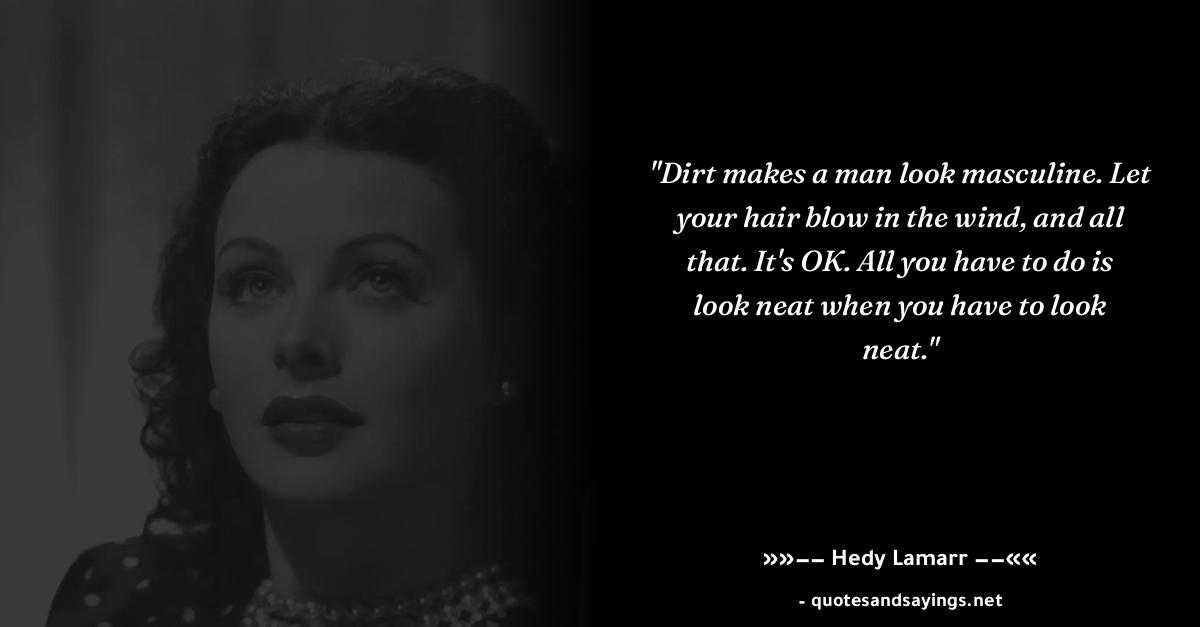 "Dirt makes a man look masculine. Let
your hair blow in the wind, and all
that. It's OK. All you have to do is
look neat when you have to look
neat."
»»−− Hedy Lamarr −−««
- quotesandsayings.net